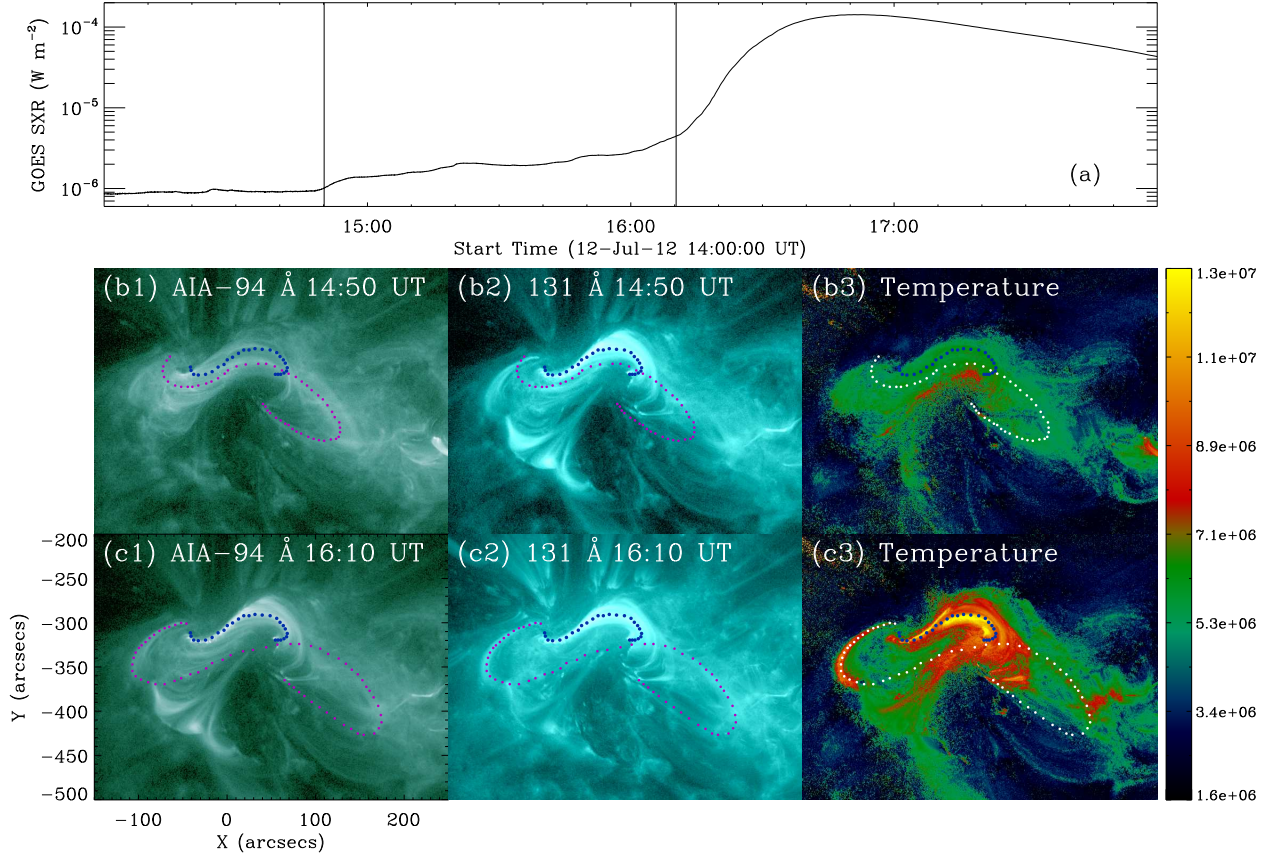 GOES SXR (W m⁻²)
10⁻⁴
10⁻⁵
10⁻⁶
(a)
15:00 16:00 17:00
Start Time (12-Jul-12 14:00:00 UT)
(b1) AIA-94 Å 14:50 UT
(b2) 131 Å 14:50 UT
(b3) Temperature
(c1) AIA-94 Å 16:10 UT
(c2) 131 Å 16:10 UT
(c3) Temperature
1.3e+07
1.1e+07
8.9e+06
7.1e+06
5.3e+06
3.4e+06
1.6e+06
Y (arcsecs)
-200
-250
-300
-350
-400
-450
-500
-100 0 100 200
X (arcsecs)